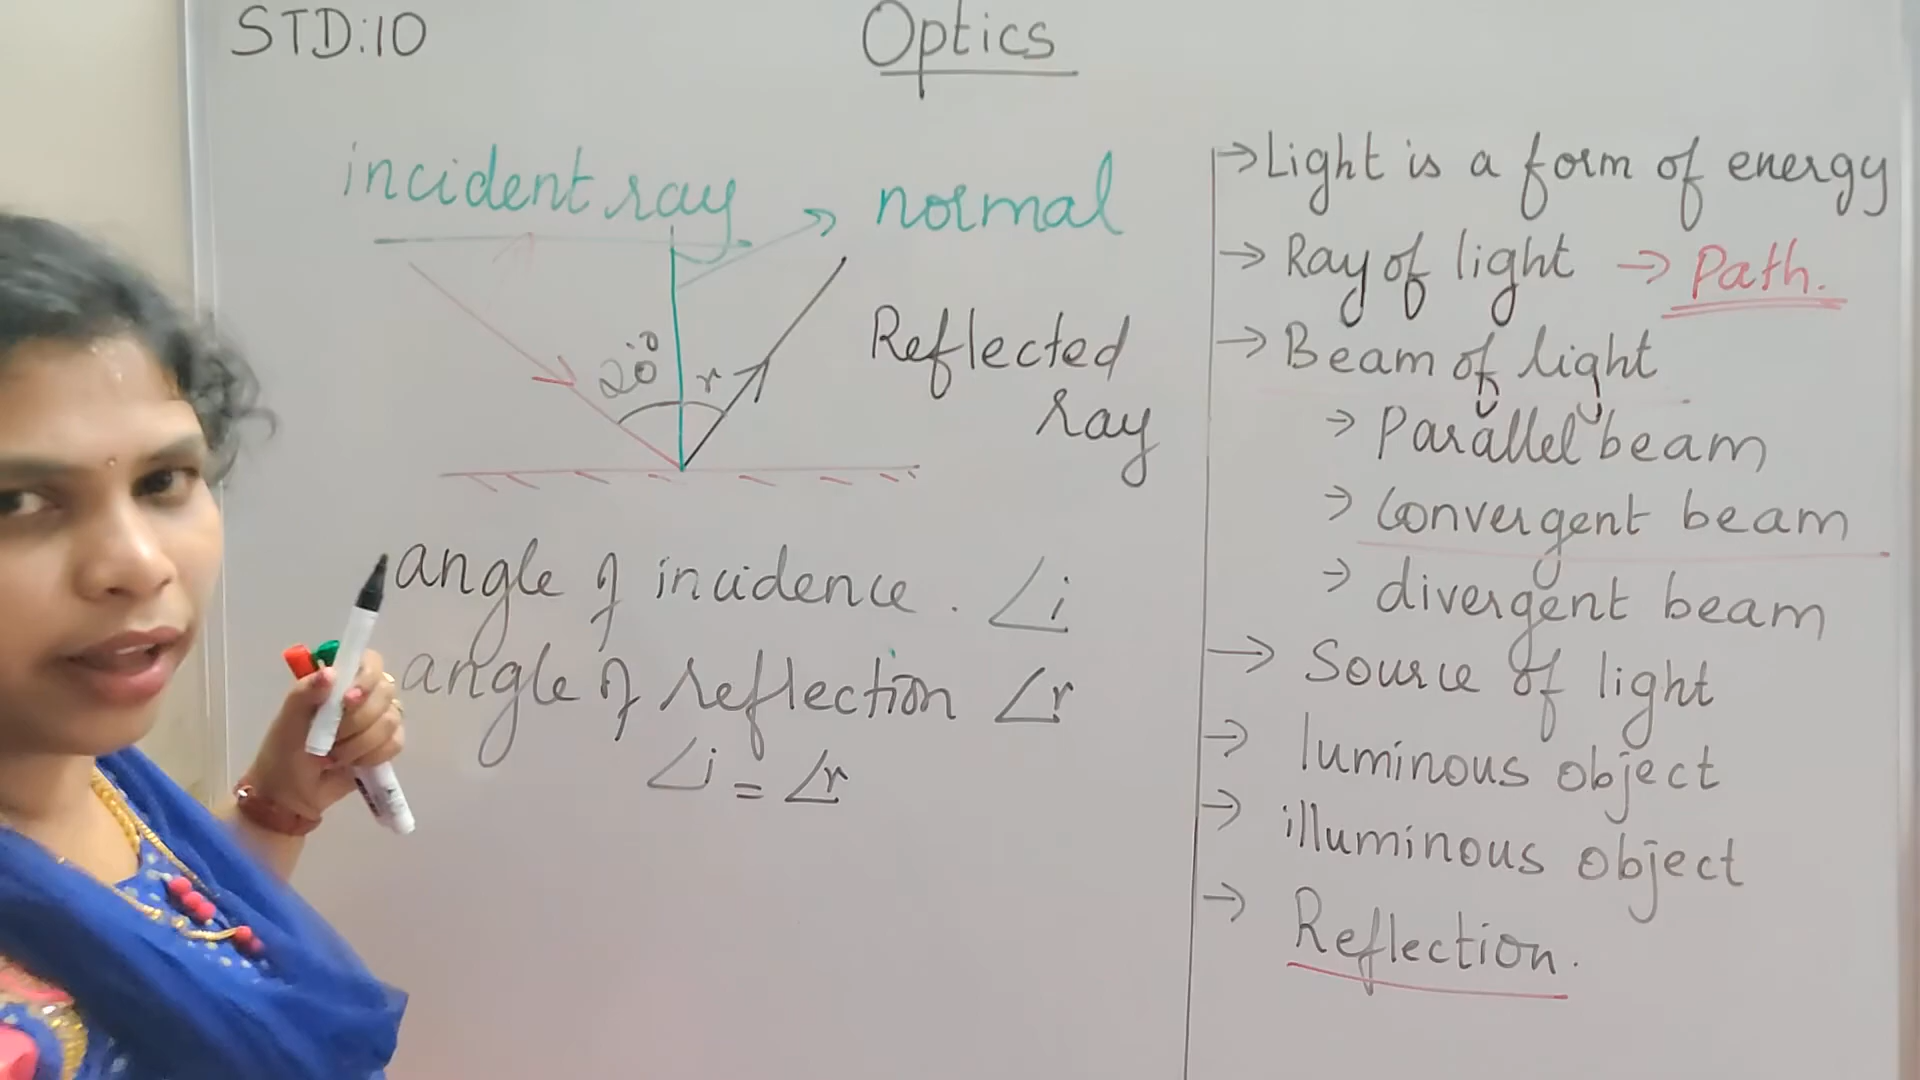 STD:10
Optics
incident ray
normal
20°
r
Reflected
ray
angle of incidence. ∠i
angle of reflection ∠r
∠i = ∠r
→ Light is a form of energy
→ Ray of light → Path.
→ Beam of light
→ Parallel beam
→ Convergent beam
→ divergent beam
→ Source of light
→ luminous object
→ illuminous object
→ Reflection.